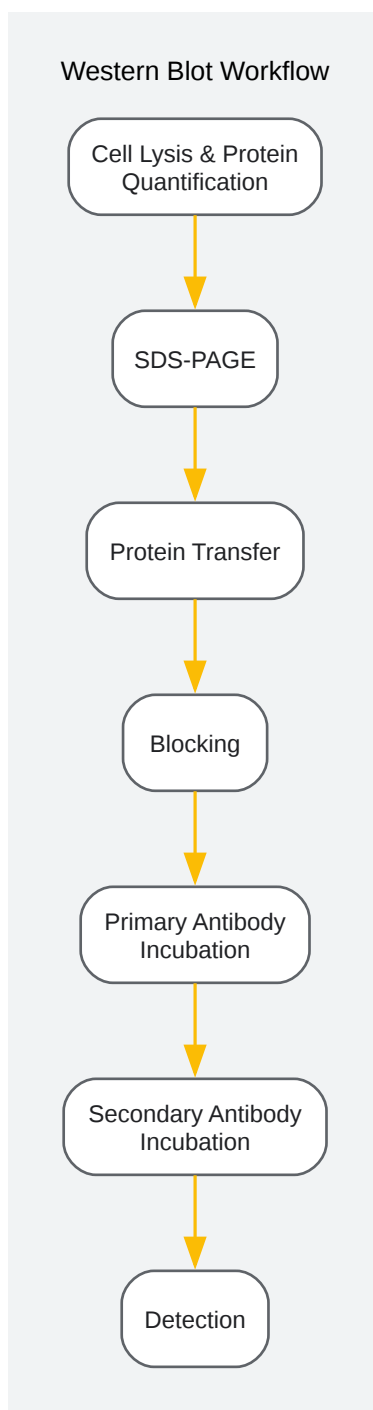 Western Blot Workflow
Cell Lysis & Protein
Quantification
SDS-PAGE
Protein Transfer
Blocking
Primary Antibody
Incubation
Secondary Antibody
Incubation
Detection